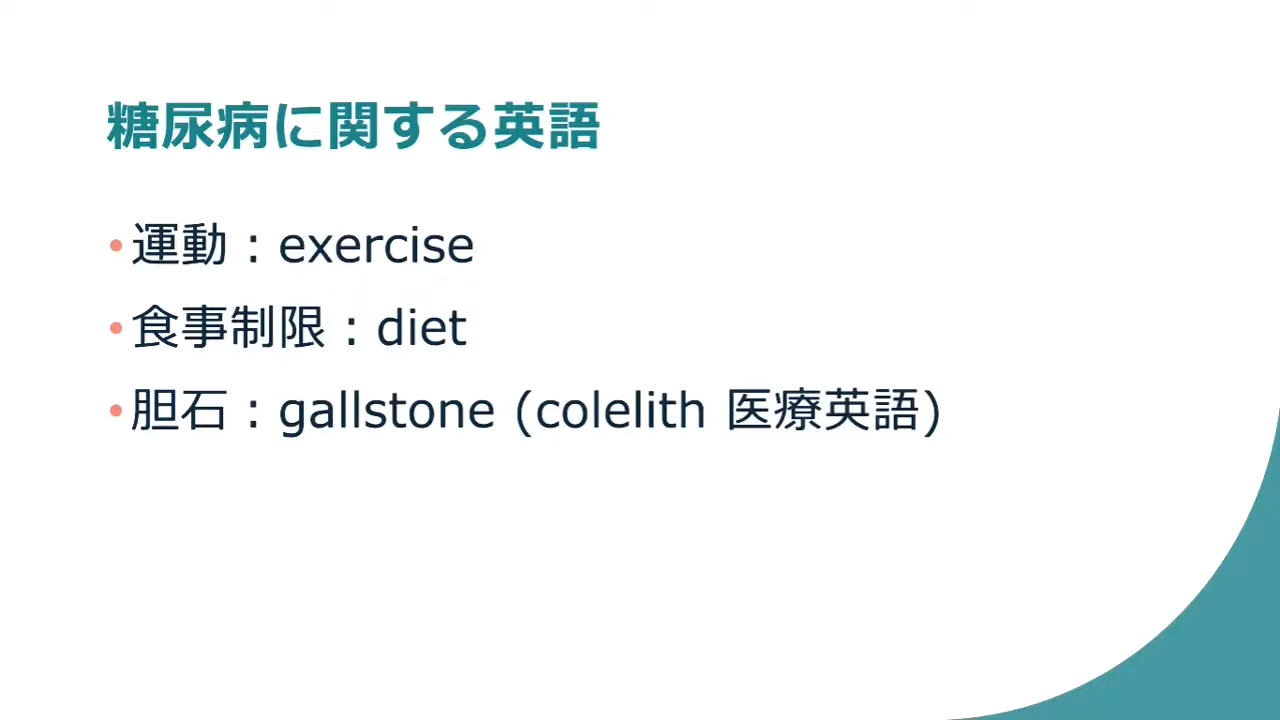 糖尿病に関する英語
•運動：exercise
•食事制限：diet
•胆石：gallstone (colelith 医療英語)